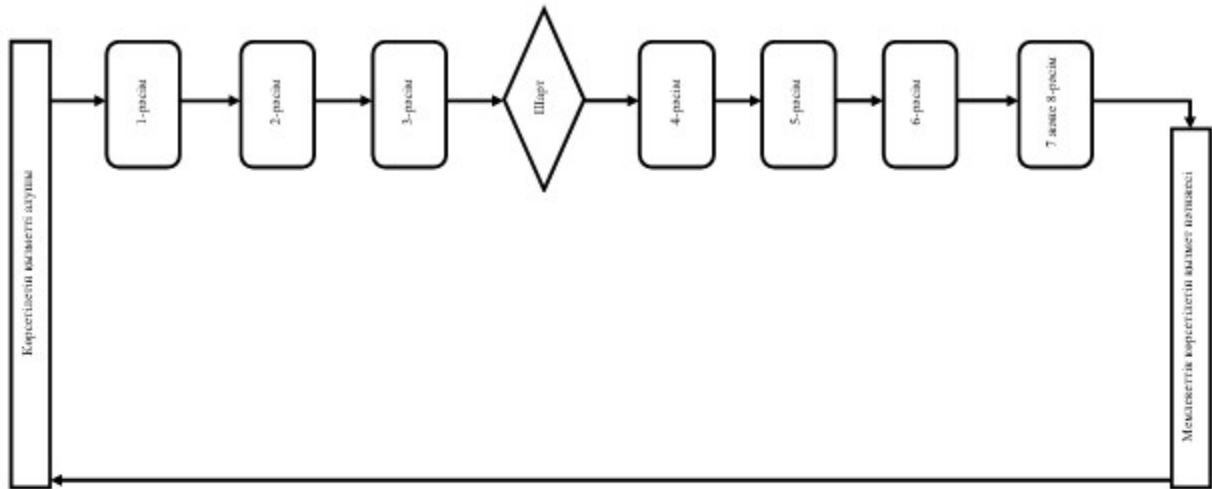 Көрсетілетін қызметті алушы
1-рәсім
2-рәсім
3-рәсім
Шарт
4-рәсім
5-рәсім
6-рәсім
7 және 8-рәсім
Мемлекеттік көрсетілетін қызмет нәтижесі